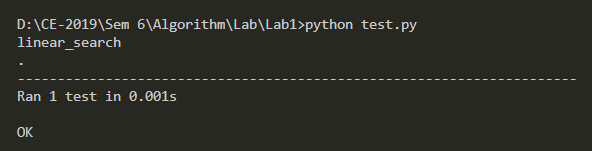 D:\CE-2019\Sem 6\Algorithm\Lab\Lab1>python test.py
linear_search
.
----------------------------------------------------------------------
Ran 1 test in 0.001s
OK